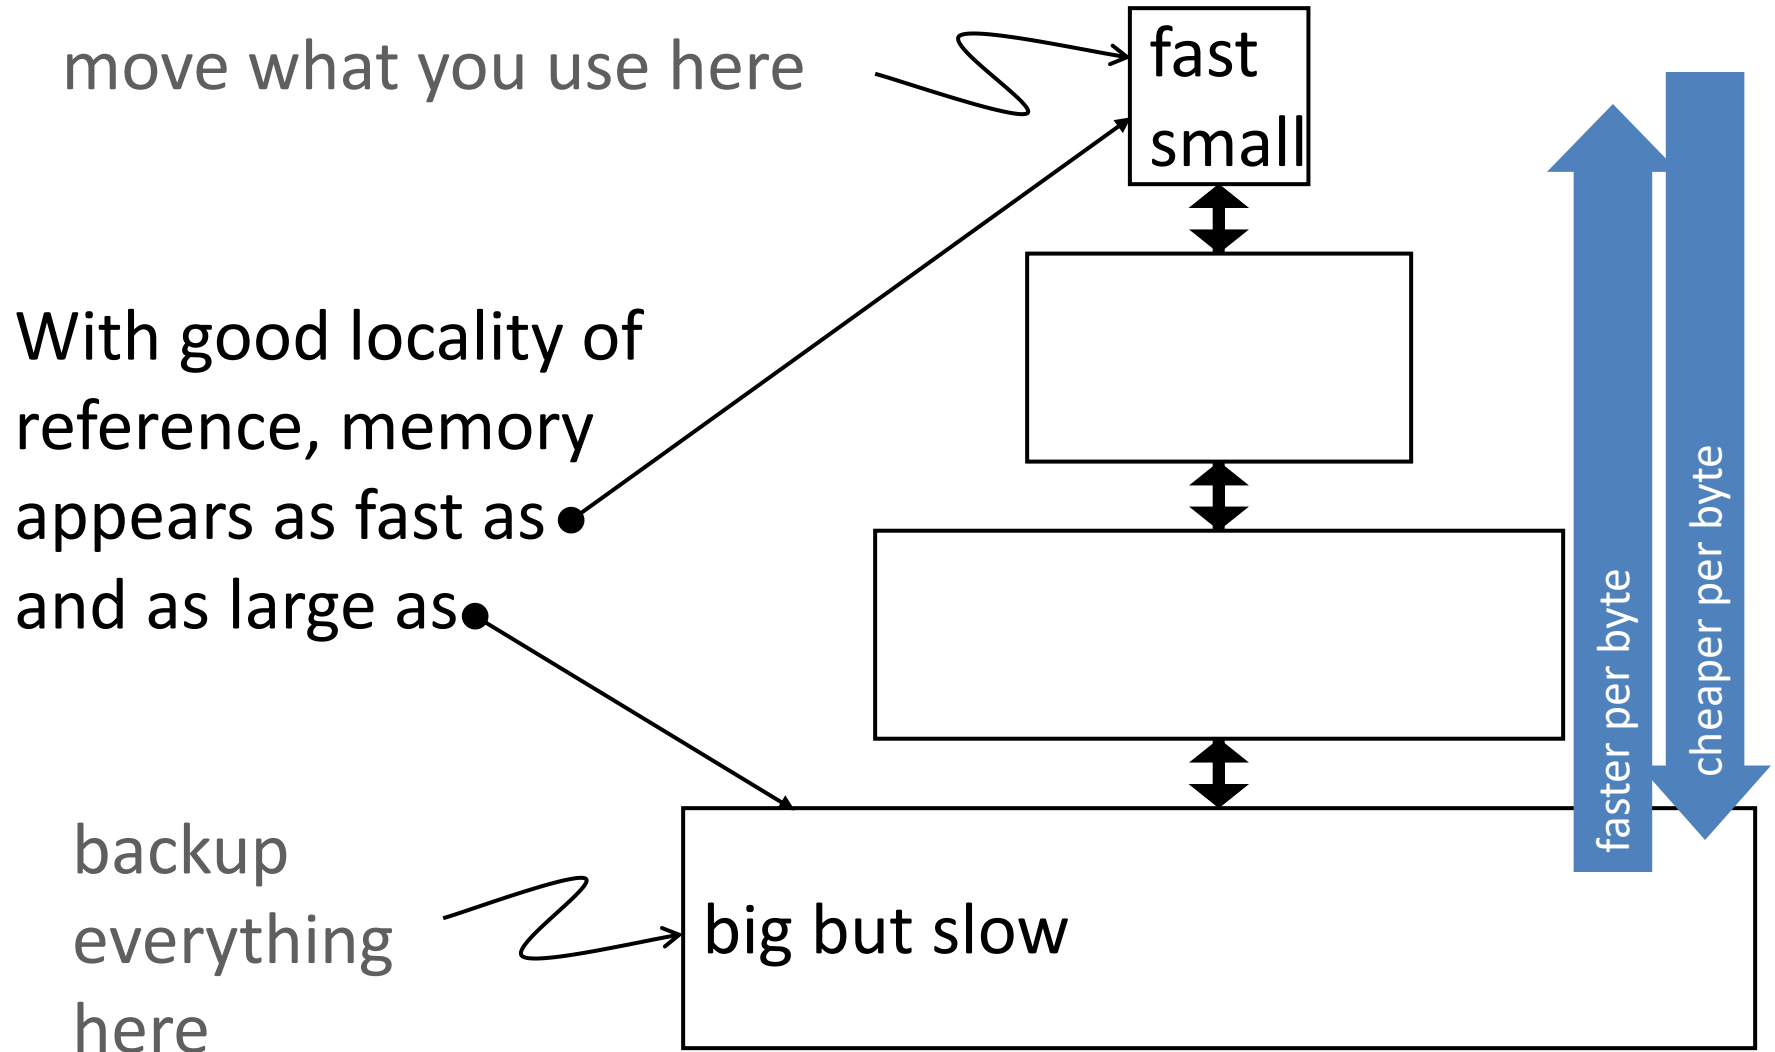 move what you use here
fast
small
With good locality of
reference, memory
appears as fast as
and as large as
faster per byte
cheaper per byte
backup
everything
here
big but slow